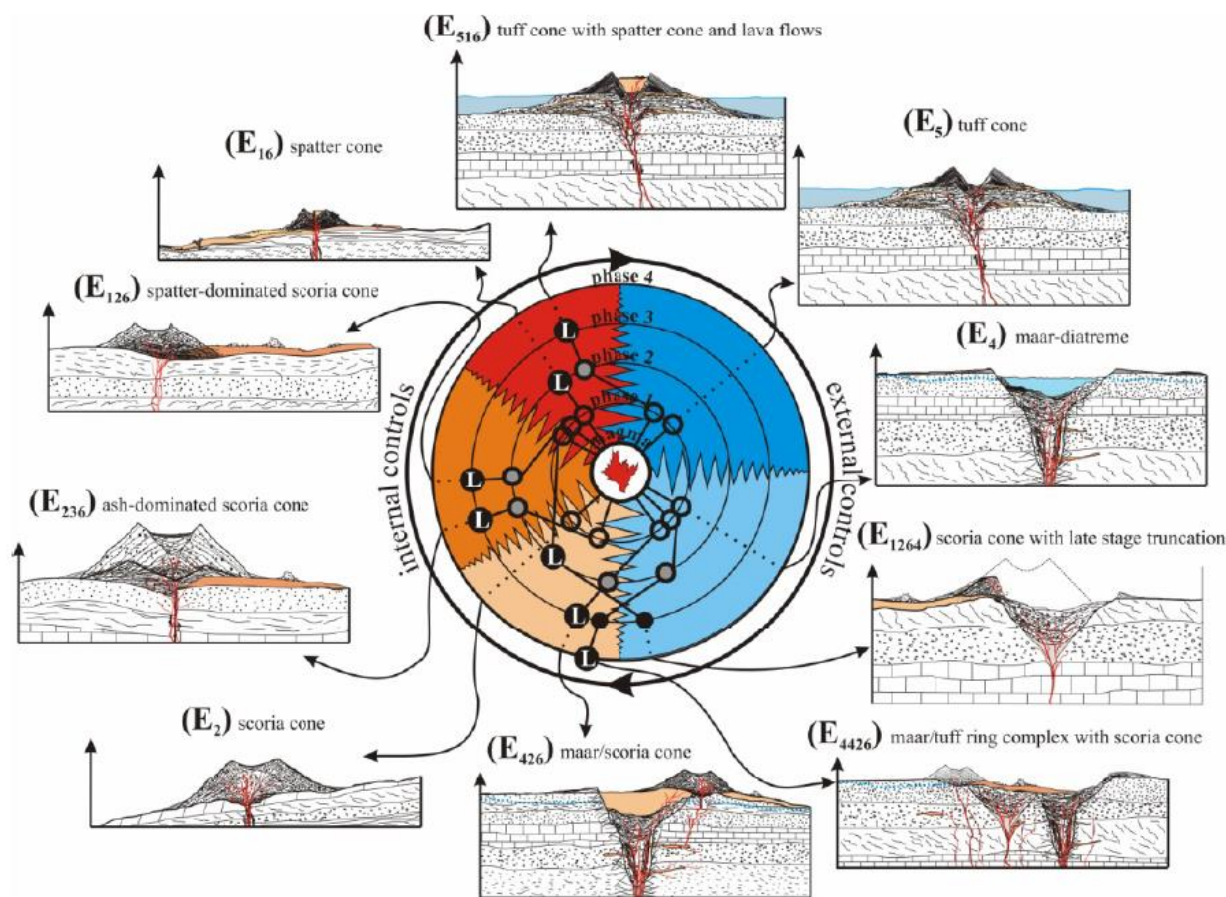 (E516) tuff cone with spatter cone and lava flows
(E5) tuff cone
(E16) spatter cone
(E126) spatter-dominated scoria cone
(E4) maar-diatreme
(E236) ash-dominated scoria cone
(E1264) scoria cone with late stage truncation
(E2) scoria cone
(E426) maar/scoria cone
(E4426) maar/tuff ring complex with scoria cone
internal controls
external controls
phase 4
phase 3
phase 2
phase 1
magma
L
L
L
L
L
L
L